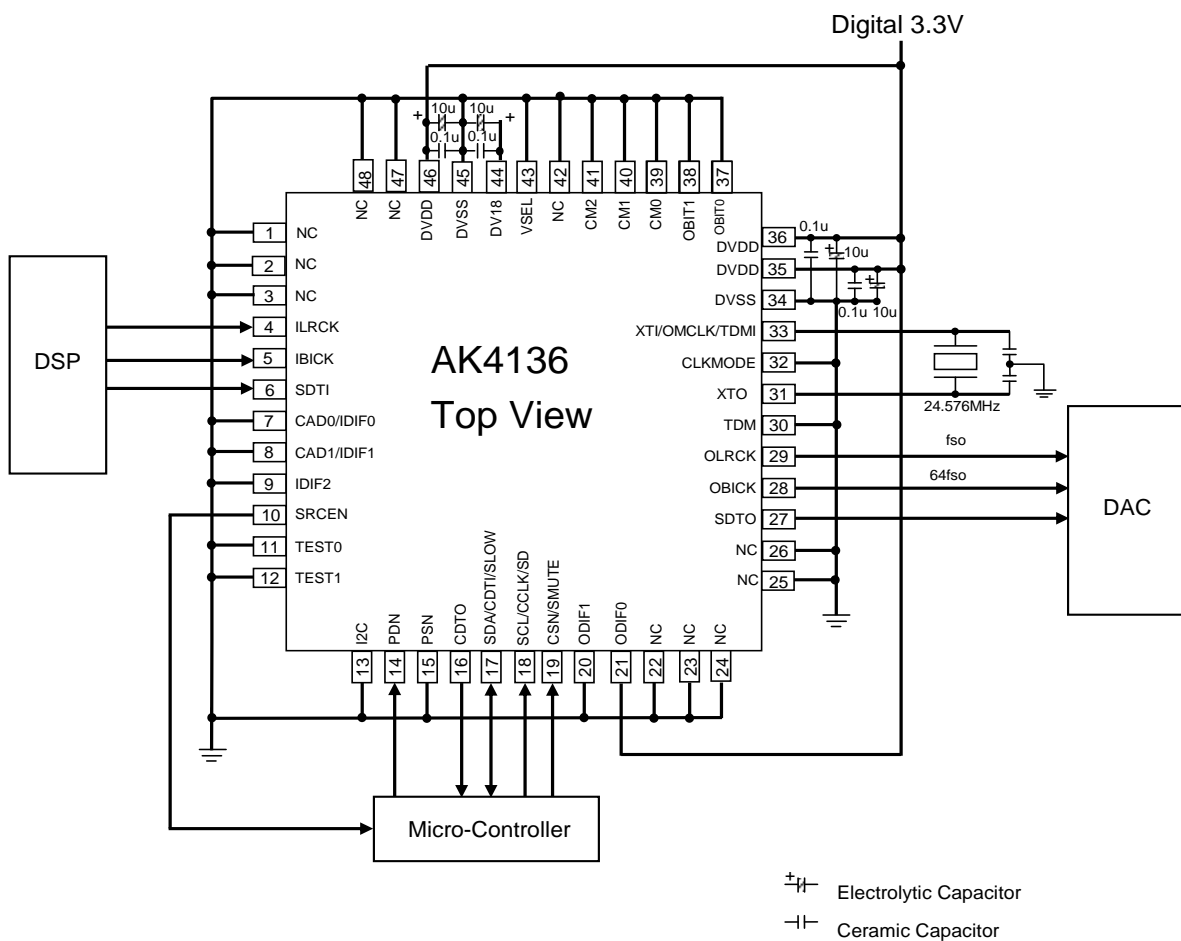 Digital 3.3V
10u
10u
+
+
0.1u
0.1u
48
47
46
45
44
43
42
41
40
39
38
37
NC
NC
DVDD
DVSS
DV18
VSEL
NC
CM2
CM1
CM0
OBIT1
OBIT0
1 NC
2 NC
3 NC
4 ILRCK
5 IBICK
6 SDTI
7 CAD0/IDIF0
8 CAD1/IDIF1
9 IDIF2
10 SRCEN
11 TEST0
12 TEST1
DSP
AK4136
Top View
DVDD 36
DVDD 35
DVSS 34
XTI/OMCLK/TDMI 33
CLKMODE 32
XTO 31
TDM 30
OLRCK 29
OBICK 28
SDTO 27
NC 26
NC 25
0.1u
+
10u
+
0.1u 10u
24.576MHz
fso
64fso
DAC
I2C
PDN
PSN
CDTO
SDA/CDTI/SLOW
SCL/CCLK/SD
CSN/SMUTE
ODIF1
ODIF0
NC
NC
NC
13
14
15
16
17
18
19
20
21
22
23
24
Micro-Controller
+
Electrolytic Capacitor
Ceramic Capacitor